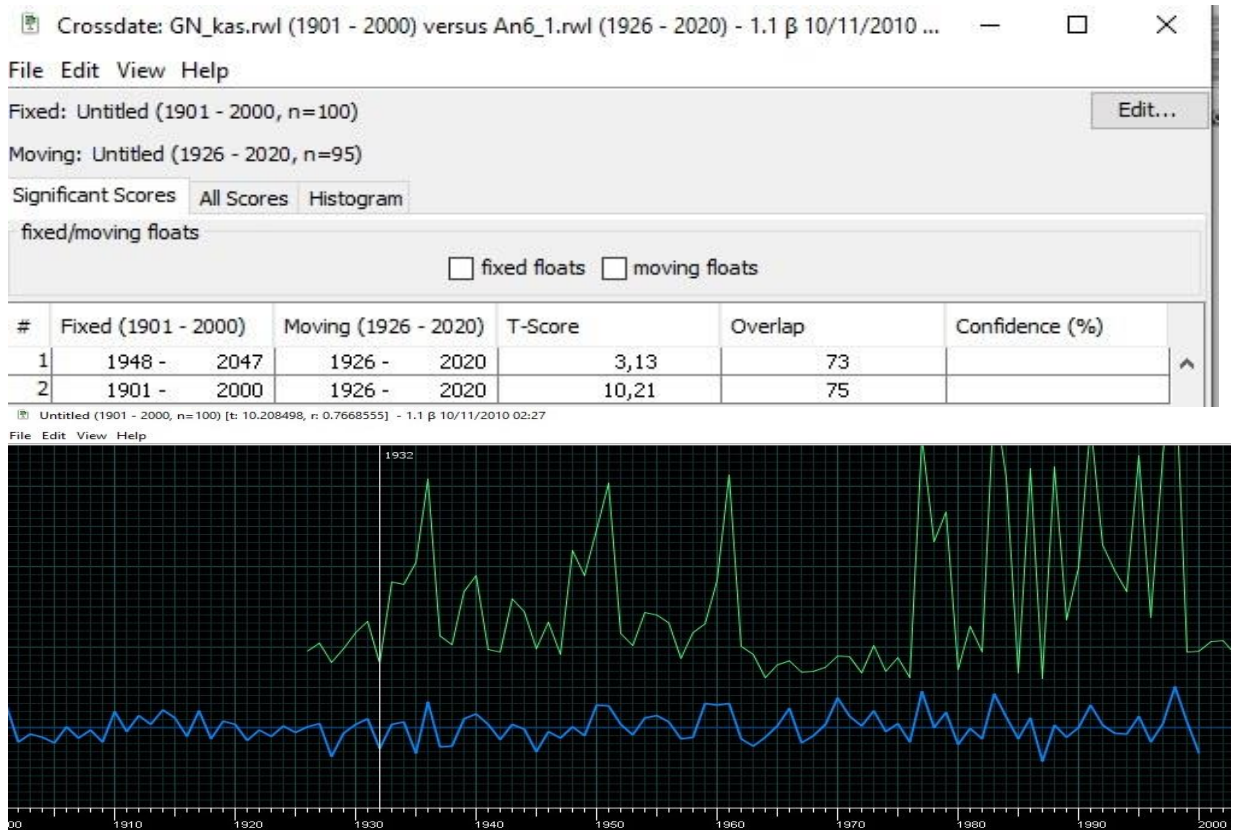 Crossdate: GN_kas.rwl (1901 - 2000) versus An6_1.rwl (1926 - 2020) - 1.1 β 10/11/2010 ...
File Edit View Help
Fixed: Untitled (1901 - 2000, n=100)
Edit...
Moving: Untitled (1926 - 2020, n=95)
Significant Scores All Scores Histogram
fixed/moving floats
fixed floats moving floats
# Fixed (1901 - 2000) Moving (1926 - 2020) T-Score Overlap Confidence (%)
1 1948 - 2047 1926 - 2020 3,13 73
2 1901 - 2000 1926 - 2020 10,21 75
Untitled (1901 - 2000, n=100) [t: 10.208498, r: 0.7668555] - 1.1 β 10/11/2010 02:27
File Edit View Help
1932
00 1910 1920 1930 1940 1950 1960 1970 1980 1990 2000